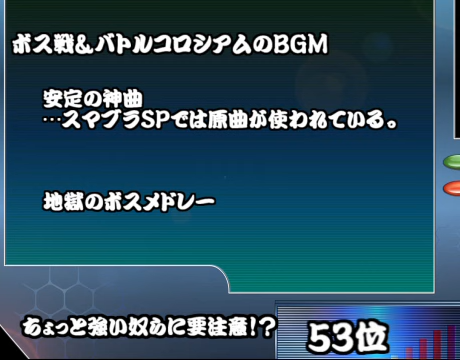 ボス戦&バトルコロシアムのBGM
安定の神曲
…スマブラSPでは原曲が使われている。
地獄のボスメドレー
ちょっと強い奴らに要注意!?
53位